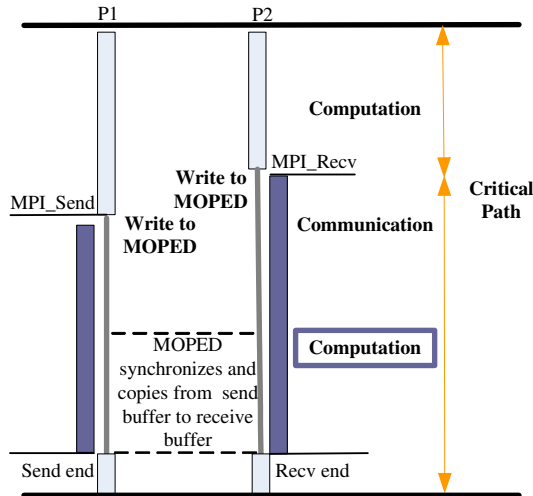 P1
P2
Computation
MPI_Recv
Write to
MOPED
Critical
Path
MPI_Send
Write to
MOPED
Communication
MOPED
synchronizes and
copies from send
buffer to receive
buffer
Computation
Send end
Recv end